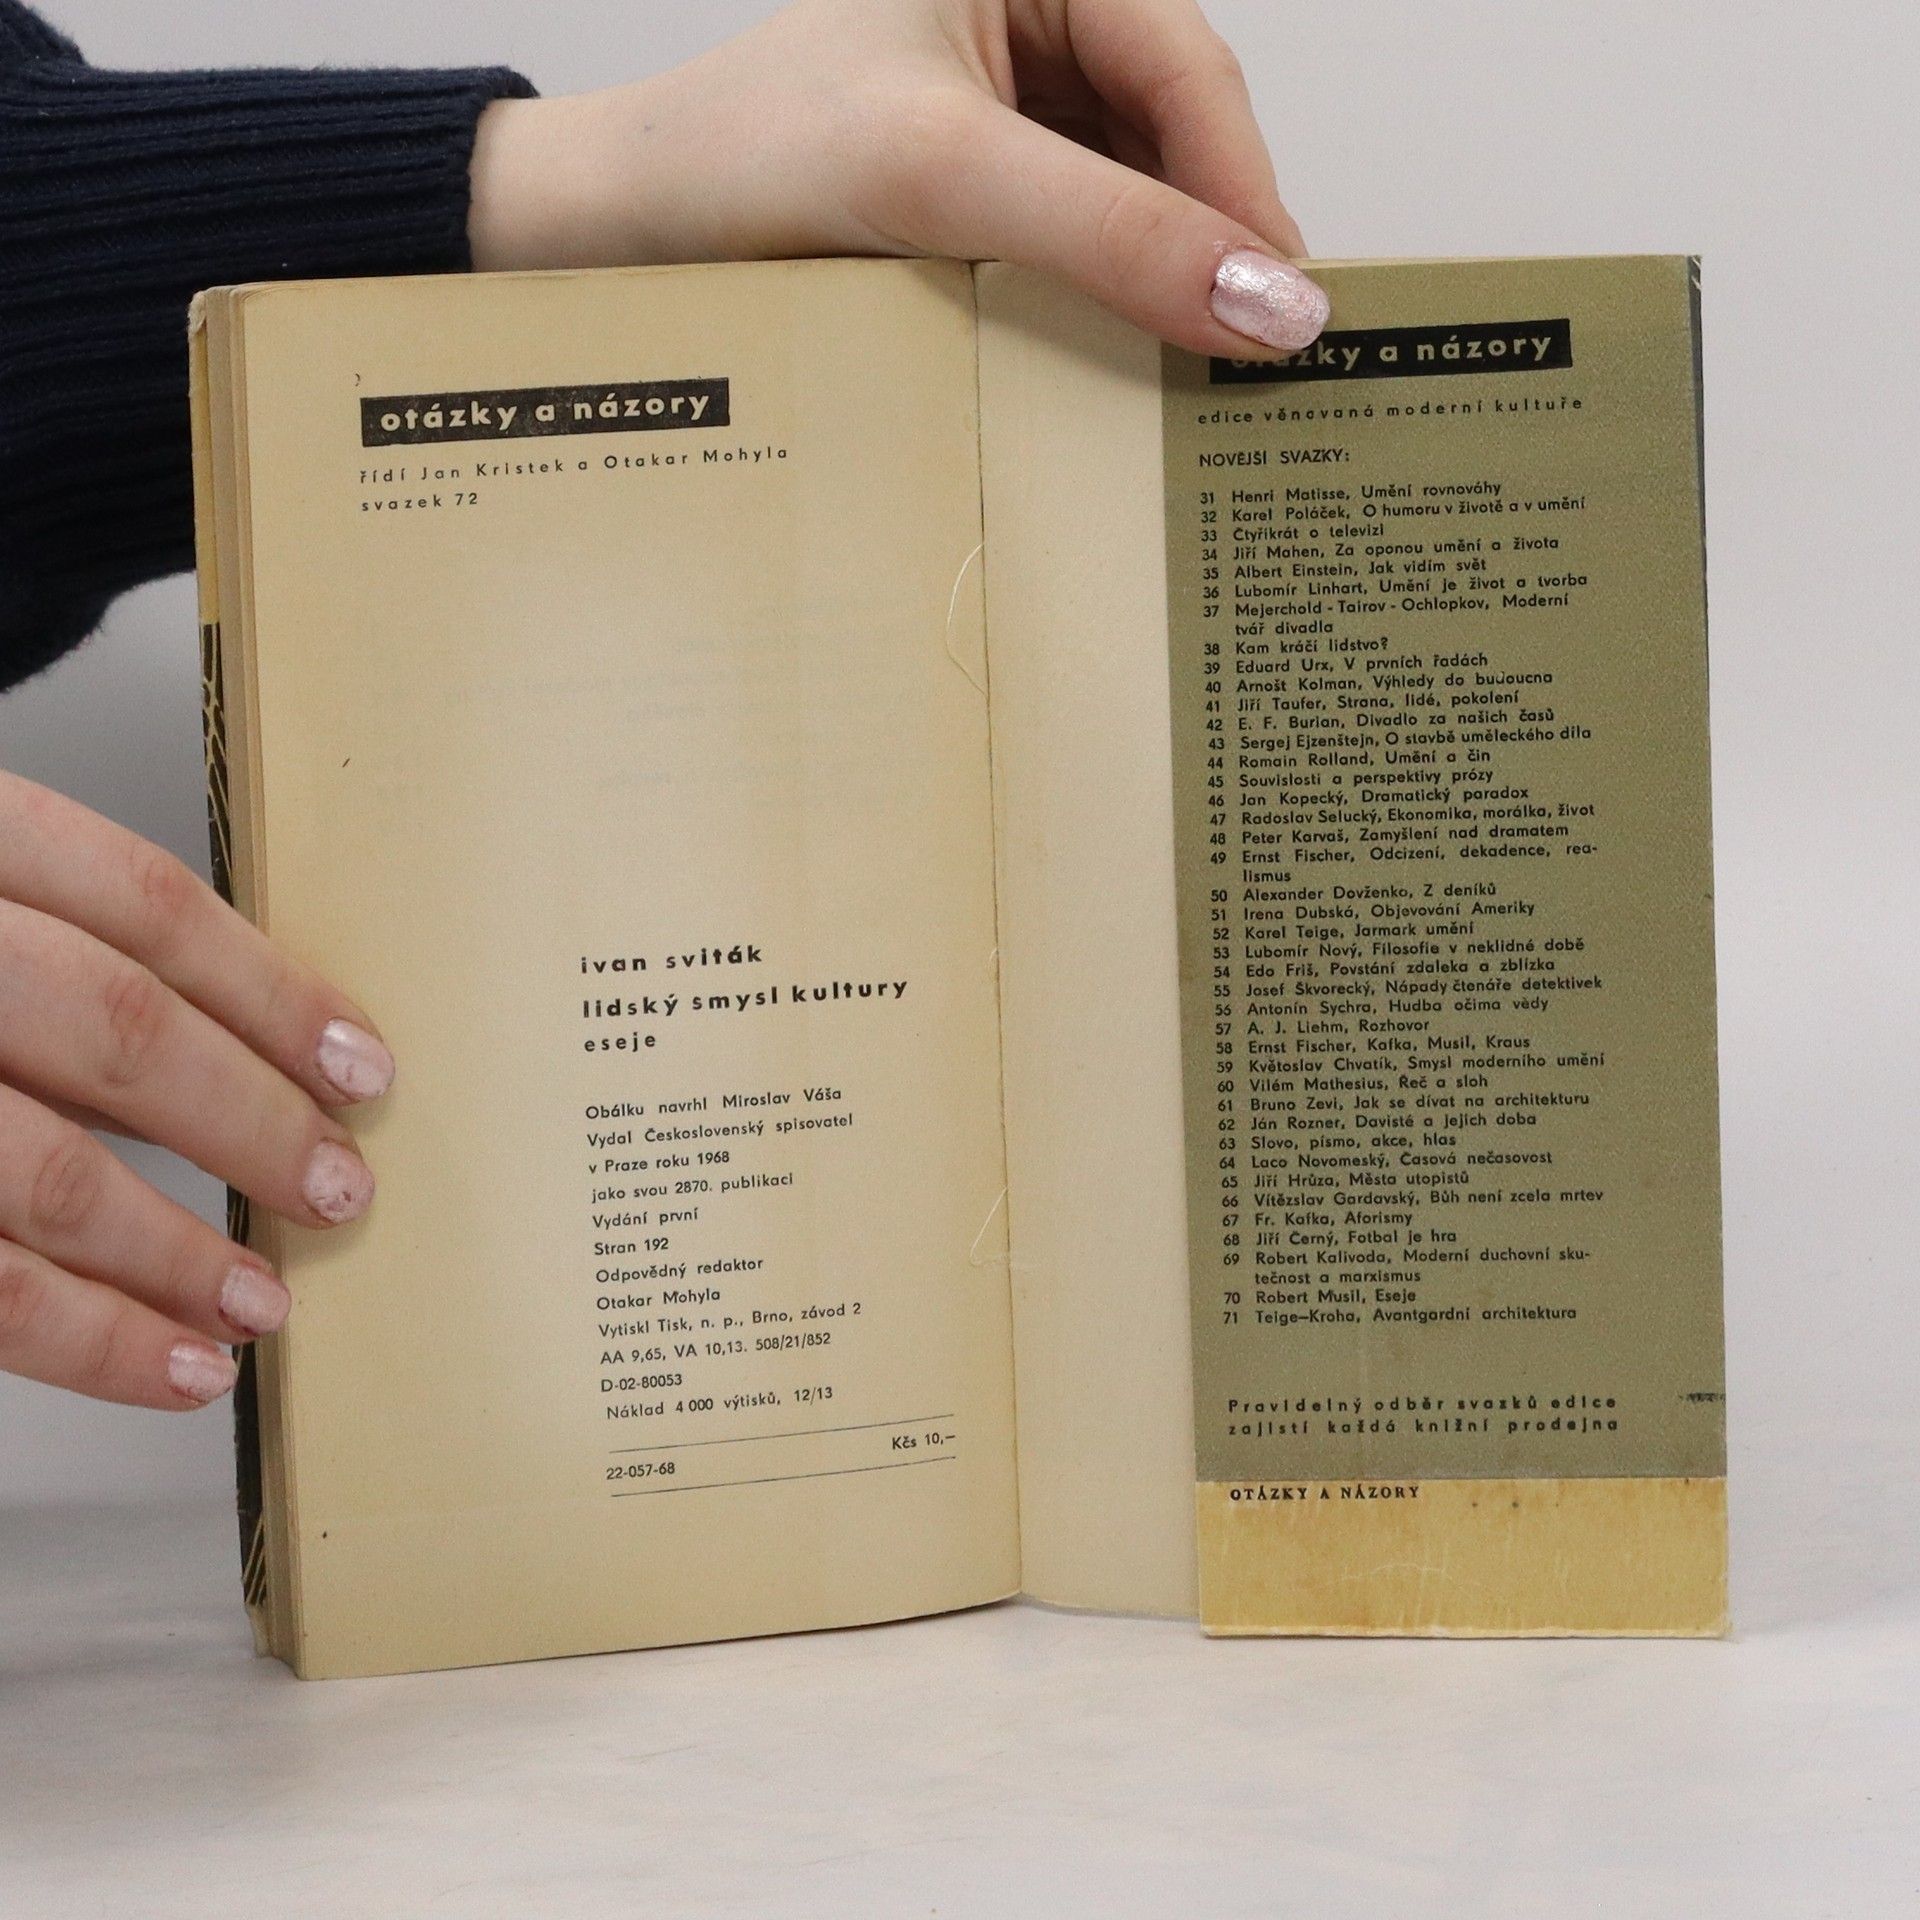 otázky a názory
řídí Jan Kristek a Otakar Mohyla
svazek 72
ivan sviták
lidský smysl kultury
eseje
Obálku navrhl Miroslav Váša
Vydal Československý spisovatel
v Praze roku 1968
jako svou 2870. publikaci
Vydání první
Stran 192
Odpovědný redaktor
Otakar Mohyla
Vytiskl Tisk, n. p., Brno, závod 2
AA 9,65, VA 10,13. 508/21/852
D-02-80053
Náklad 4 000 výtisků, 12/13
Kčs 10,—
22-057-68
otázky a názory
edice věnovaná moderní kultuře
NOVĚJŠÍ SVAZKY:
31 Henri Matisse, Umění rovnováhy
32 Karel Poláček, O humoru v životě a v umění
33 Čtyřikrát o televizi
34 Jiří Mahen, Za oponou umění a života
35 Albert Einstein, Jak vidím svět
36 Lubomír Linhart, Umění je život a tvorba
37 Mejerchold - Tairov - Ochlopkov, Moderní
tvář divadla
38 Kam kráčí lidstvo?
39 Eduard Urx, V prvních řadách
40 Arnošt Kolman, Výhledy do budoucna
41 Jiří Taufer, Strana, lidé, pokolení
42 E. F. Burian, Divadlo za našich časů
43 Sergej Ejzenštejn, O stavbě uměleckého díla
44 Romain Rolland, Umění a čin
45 Souvislosti a perspektivy prózy
46 Jan Kopecký, Dramatický paradox
47 Radoslav Selucký, Ekonomika, morálka, život
48 Peter Karvaš, Zamyšlení nad dramatem
49 Ernst Fischer, Odcizení, dekadence, rea-
lismus
50 Alexander Dovženko, Z deníků
51 Irena Dubská, Objevování Ameriky
52 Karel Teige, Jarmark umění
53 Lubomír Nový, Filosofie v neklidné době
54 Edo Friš, Povstání zdaleka a zblízka
55 Josef Škvorecký, Nápady čtenáře detektivek
56 Antonín Sychra, Hudba očima vědy
57 A. J. Liehm, Rozhovor
58 Ernst Fischer, Kafka, Musil, Kraus
59 Květoslav Chvatík, Smysl moderního umění
60 Vilém Mathesius, Řeč a sloh
61 Bruno Zevi, Jak se dívat na architekturu
62 Ján Rozner, Davisté a jejich doba
63 Slovo, písmo, akce, hlas
64 Laco Novomeský, Časová nečasovost
65 Jiří Hrůza, Města utopistů
66 Vítězslav Gardavský, Bůh není zcela mrtev
67 Fr. Kafka, Aforismy
68 Jiří Černý, Fotbal je hra
69 Robert Kalivoda, Moderní duchovní sku-
tečnost a marxismus
70 Robert Musil, Eseje
71 Teige—Kroha, Avantgardní architektura
Pravidelný odběr svazků edice
zajistí každá knižní prodejna
OTÁZKY A NÁZORY